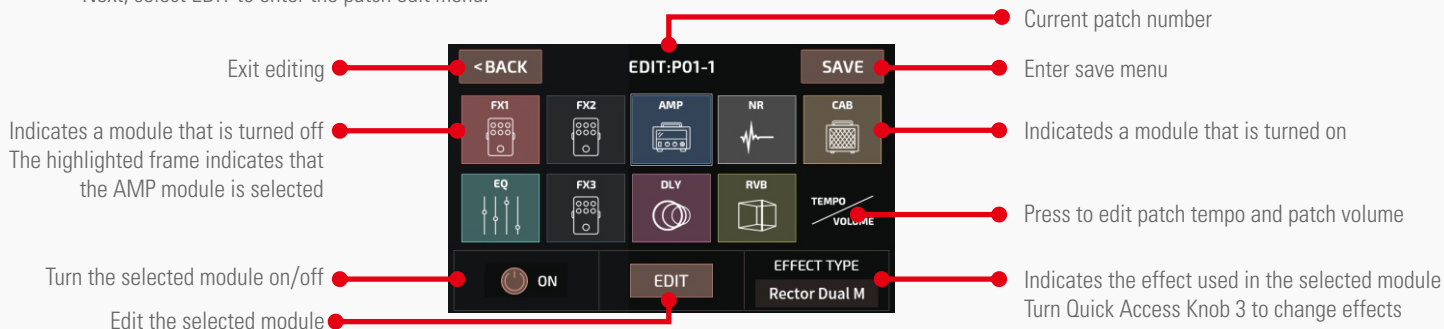 Next, select EDIT to enter the patch edit menu.
Current patch number
Exit editing
<BACK
EDIT:P01-1
SAVE
Enter save menu
FX1
FX2
AMP
NR
CAB
Indicates a module that is turned off
The highlighted frame indicates that
the AMP module is selected
Indicateds a module that is turned on
EQ
FX3
DLY
RVB
TEMPO
VOLUME
Press to edit patch tempo and patch volume
Turn the selected module on/off
ON
EDIT
EFFECT TYPE
Rector Dual M
Indicates the effect used in the selected module
Turn Quick Access Knob 3 to change effects
Edit the selected module